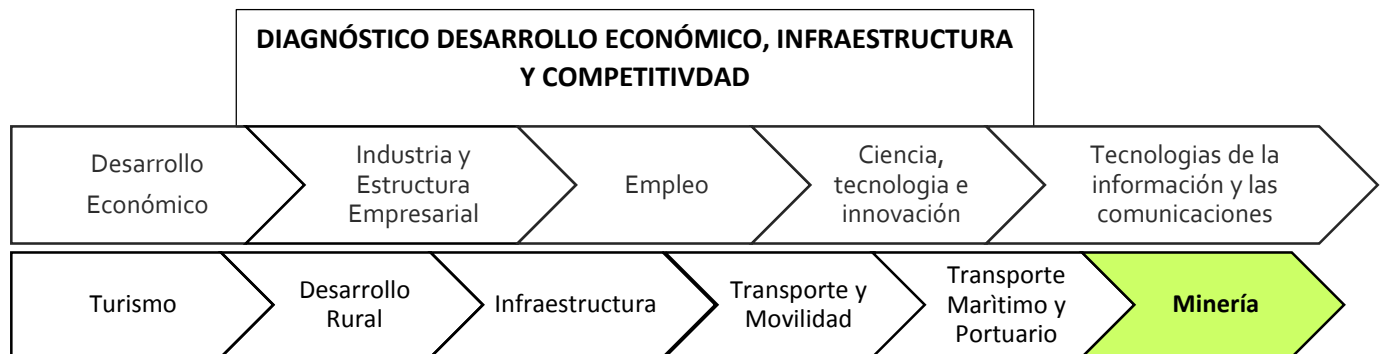 DIAGNÓSTICO DESARROLLO ECONÓMICO, INFRAESTRUCTURA
Y COMPETITIVDAD
Desarrollo
Económico
Industria y
Estructura
Empresarial
Empleo
Ciencia,
tecnologia e
innovación
Tecnologias de la
información y las
comunicaciones
Turismo
Desarrollo
Rural
Infraestructura
Transporte y
Movilidad
Transporte
Marìtimo y
Portuario
Minería